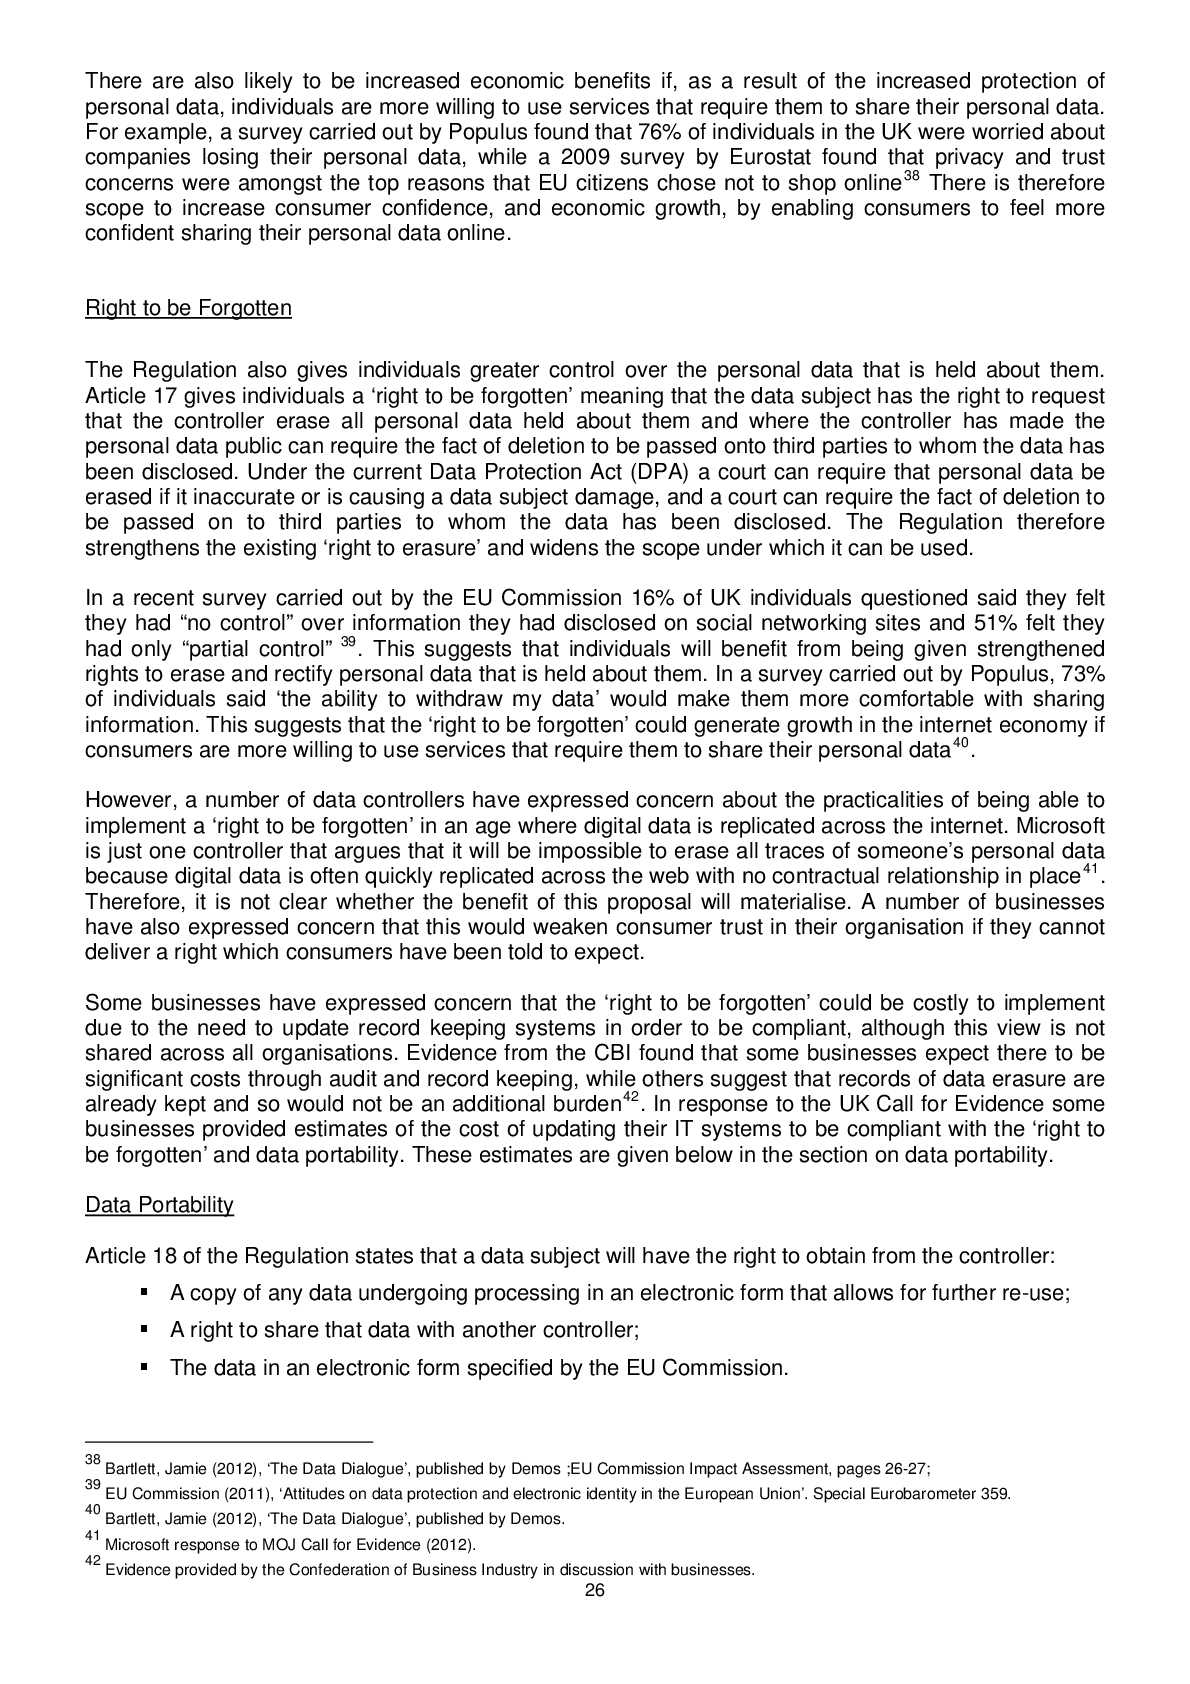 There are also likely to be increased economic benefits if, as a result of the increased protection of
personal data, individuals are more willing to use services that require them to share their personal data.
For example, a survey carried out by Populus found that 76% of individuals in the UK were worried about
companies losing their personal data, while a 2009 survey by Eurostat found that privacy and trust
concerns were amongst the top reasons that EU citizens chose not to shop online38 There is therefore
scope to increase consumer confidence, and economic growth, by enabling consumers to feel more
confident sharing their personal data online.
Right to be Forgotten
The Regulation also gives individuals greater control over the personal data that is held about them.
Article 17 gives individuals a ‘right to be forgotten’ meaning that the data subject has the right to request
that the controller erase all personal data held about them and where the controller has made the
personal data public can require the fact of deletion to be passed onto third parties to whom the data has
been disclosed. Under the current Data Protection Act (DPA) a court can require that personal data be
erased if it inaccurate or is causing a data subject damage, and a court can require the fact of deletion to
be passed on to third parties to whom the data has been disclosed. The Regulation therefore
strengthens the existing ‘right to erasure’ and widens the scope under which it can be used.
In a recent survey carried out by the EU Commission 16% of UK individuals questioned said they felt
they had “no control” over information they had disclosed on social networking sites and 51% felt they
had only “partial control” 39. This suggests that individuals will benefit from being given strengthened
rights to erase and rectify personal data that is held about them. In a survey carried out by Populus, 73%
of individuals said ‘the ability to withdraw my data’ would make them more comfortable with sharing
information. This suggests that the ‘right to be forgotten’ could generate growth in the internet economy if
consumers are more willing to use services that require them to share their personal data40.
However, a number of data controllers have expressed concern about the practicalities of being able to
implement a ‘right to be forgotten’ in an age where digital data is replicated across the internet. Microsoft
is just one controller that argues that it will be impossible to erase all traces of someone’s personal data
because digital data is often quickly replicated across the web with no contractual relationship in place41.
Therefore, it is not clear whether the benefit of this proposal will materialise. A number of businesses
have also expressed concern that this would weaken consumer trust in their organisation if they cannot
deliver a right which consumers have been told to expect.
Some businesses have expressed concern that the ‘right to be forgotten’ could be costly to implement
due to the need to update record keeping systems in order to be compliant, although this view is not
shared across all organisations. Evidence from the CBI found that some businesses expect there to be
significant costs through audit and record keeping, while others suggest that records of data erasure are
already kept and so would not be an additional burden42. In response to the UK Call for Evidence some
businesses provided estimates of the cost of updating their IT systems to be compliant with the ‘right to
be forgotten’ and data portability. These estimates are given below in the section on data portability.
Data Portability
Article 18 of the Regulation states that a data subject will have the right to obtain from the controller:
▪ A copy of any data undergoing processing in an electronic form that allows for further re-use;
▪ A right to share that data with another controller;
▪ The data in an electronic form specified by the EU Commission.
38 Bartlett, Jamie (2012), ‘The Data Dialogue’, published by Demos ;EU Commission Impact Assessment, pages 26-27;
39 EU Commission (2011), ‘Attitudes on data protection and electronic identity in the European Union’. Special Eurobarometer 359.
40 Bartlett, Jamie (2012), ‘The Data Dialogue’, published by Demos.
41 Microsoft response to MOJ Call for Evidence (2012).
42 Evidence provided by the Confederation of Business Industry in discussion with businesses.
26